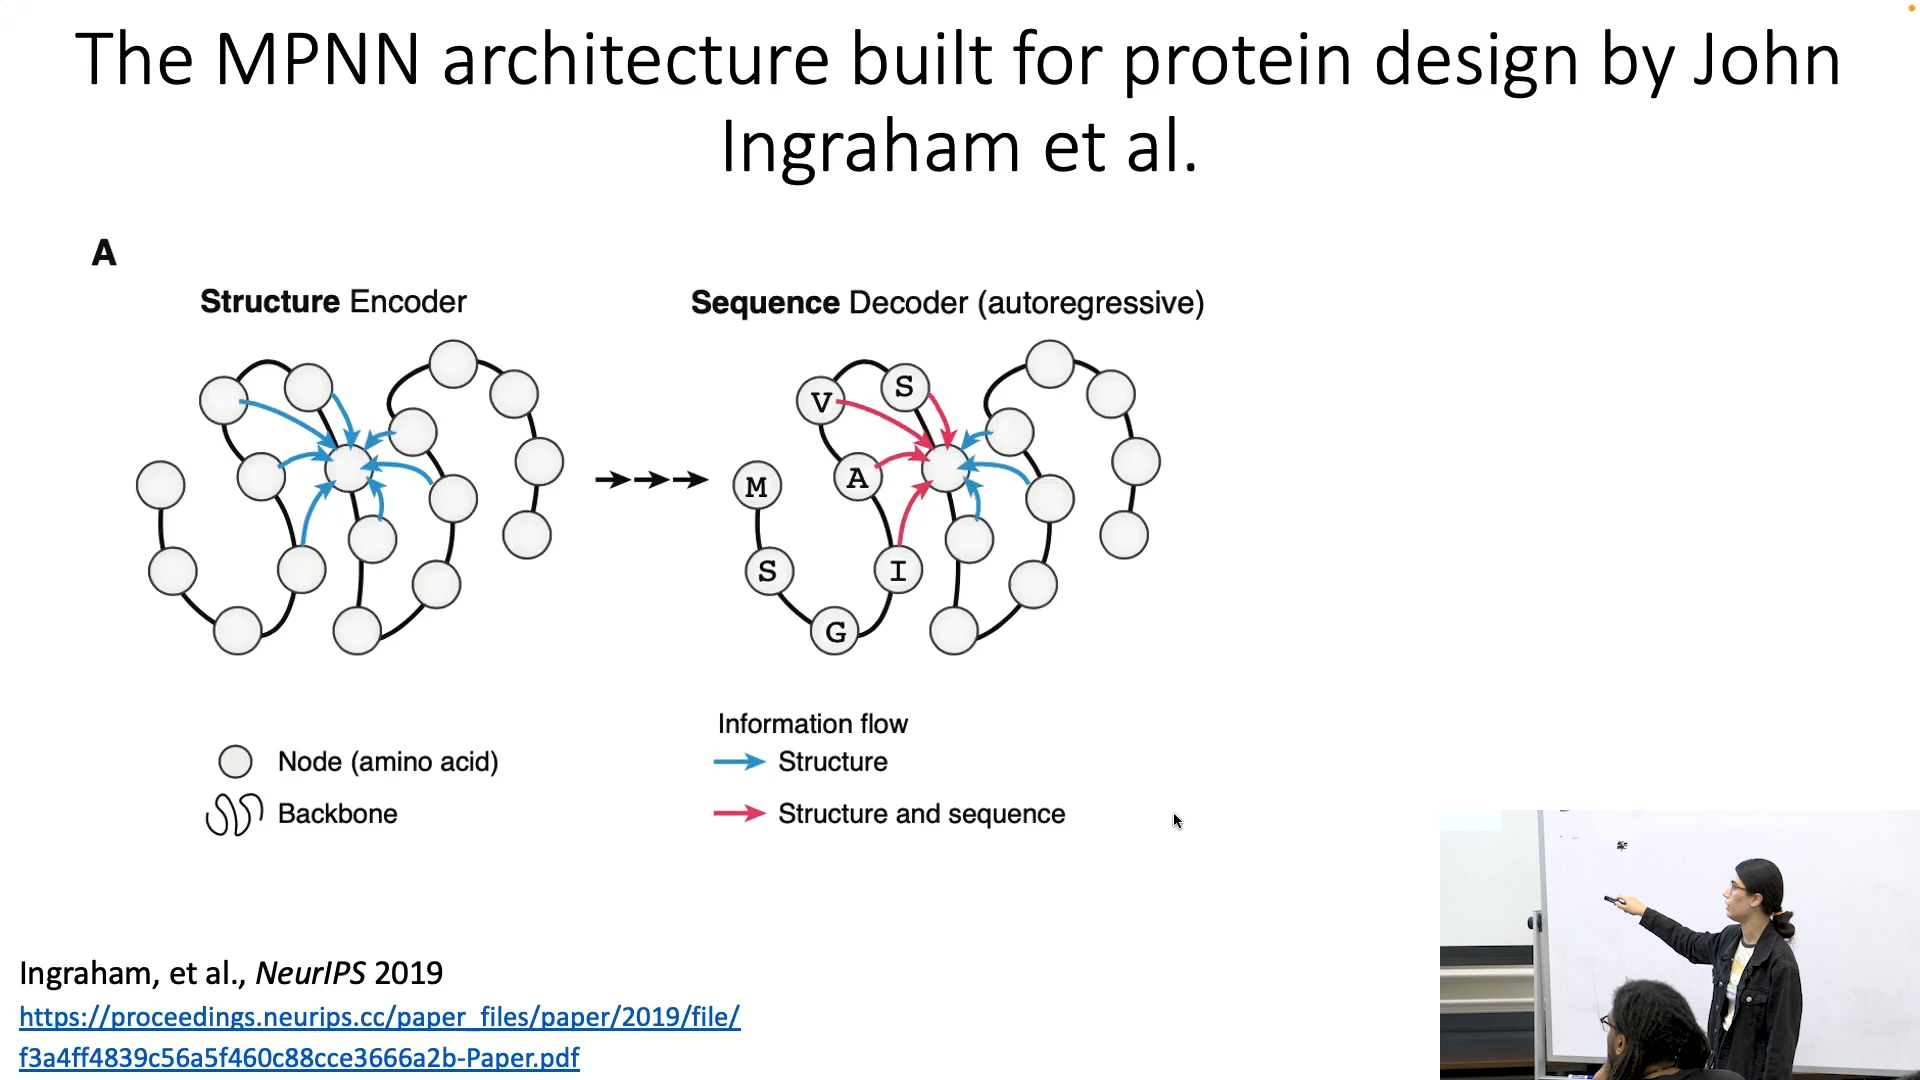 The MPNN architecture built for protein design by John
Ingraham et al.
A
Structure Encoder
Sequence Decoder (autoregressive)
V
S
M
A
S
I
G
Information flow
Node (amino acid)
Structure
Backbone
Structure and sequence
Ingraham, et al., NeurIPS 2019
https://proceedings.neurips.cc/paper_files/paper/2019/file/
f3a4ff4839c56a5f460c88cce3666a2b-Paper.pdf